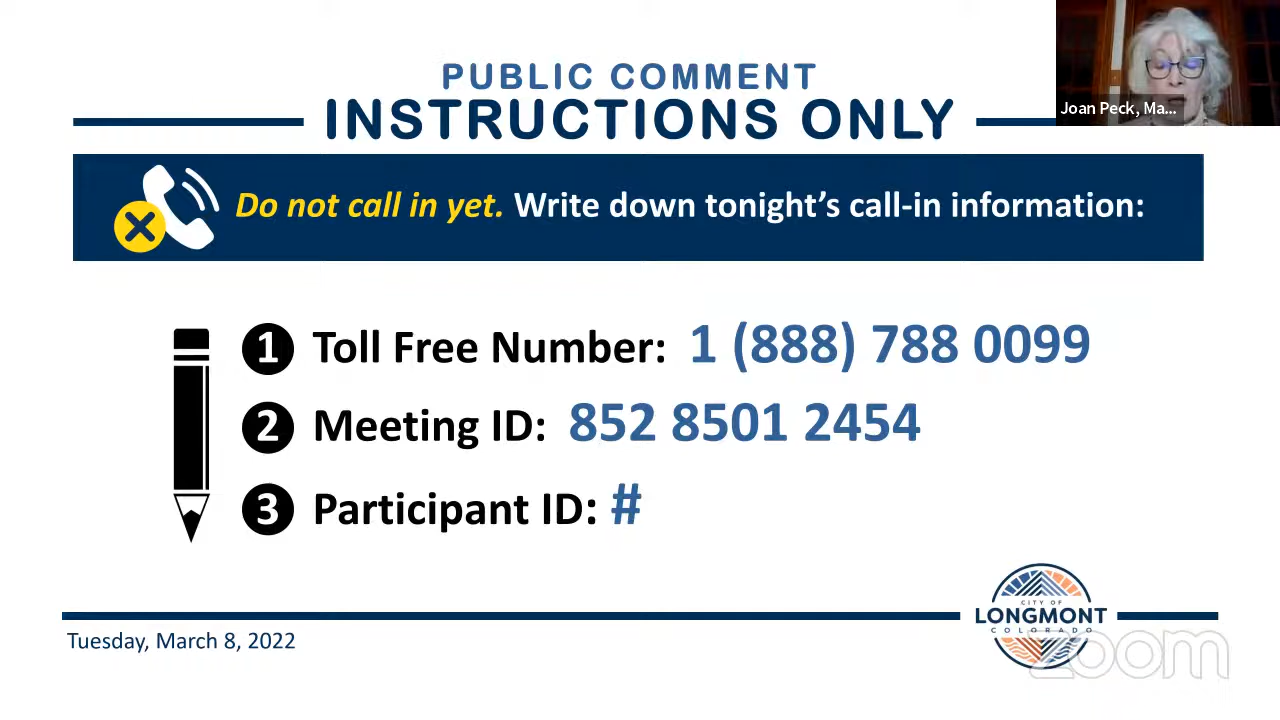 PUBLIC COMMENT
INSTRUCTIONS ONLY
Joan Peck, Ma...
Do not call in yet. Write down tonight’s call-in information:
1 Toll Free Number: 1 (888) 788 0099
2 Meeting ID: 852 8501 2454
3 Participant ID: #
CITY OF
LONGMONT
COLORADO
Tuesday, March 8, 2022
zoom